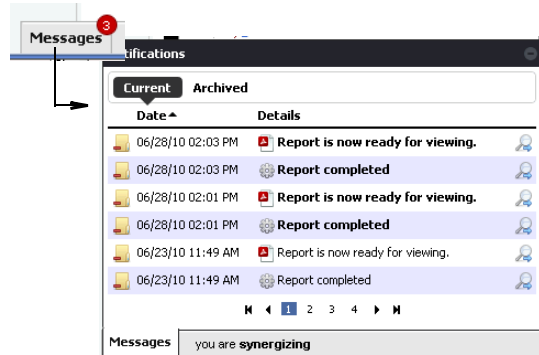 Messages 3
tifications
Current Archived
Date Details
06/28/10 02:03 PM Report is now ready for viewing.
06/28/10 02:03 PM Report completed
06/28/10 02:01 PM Report is now ready for viewing.
06/28/10 02:01 PM Report completed
06/23/10 11:49 AM Report is now ready for viewing.
06/23/10 11:49 AM Report completed
1 2 3 4
Messages you are synergizing